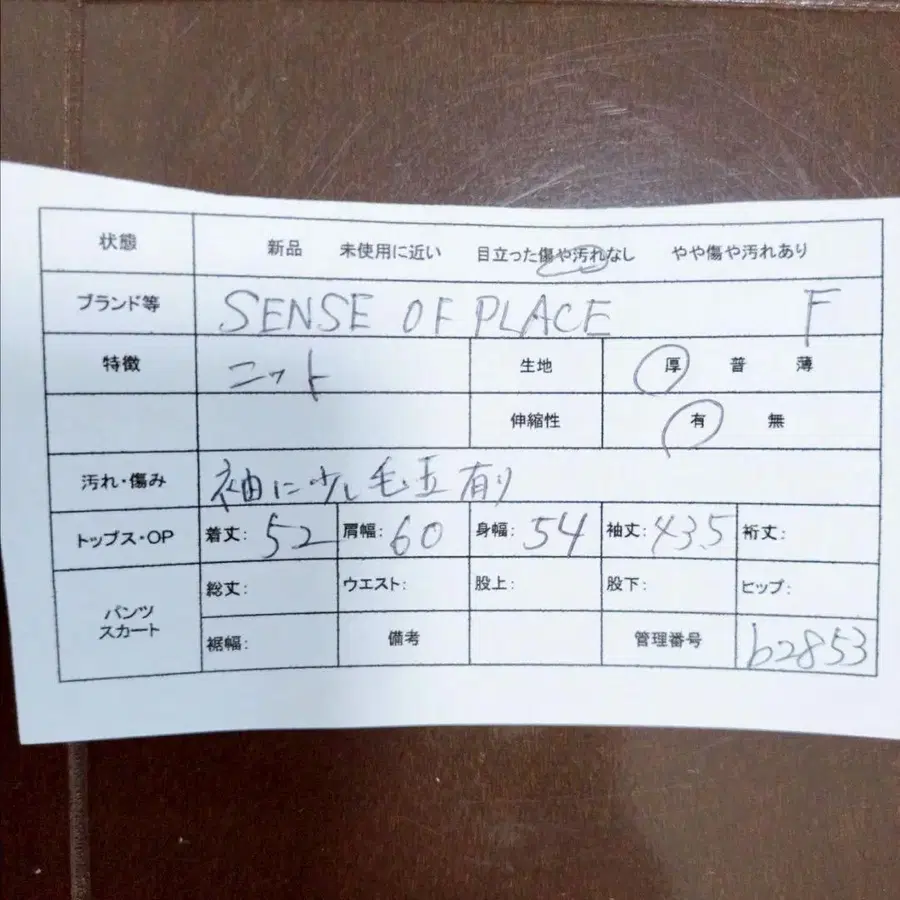 状態 新品 未使用に近い 目立った傷や汚れなし やや傷や汚れあり
ブランド等 SENSE OF PLACE F
特徴 ニット 生地 厚 普 薄
伸縮性 有 無
汚れ・傷み 袖に少し毛玉有り
トップス・OP 着丈: 52 肩幅: 60 身幅: 54 袖丈: 43.5 裄丈:
パンツ スカート 総丈: ウエスト: 股上: 股下: ヒップ:
裾幅: 備考 管理番号 b2853